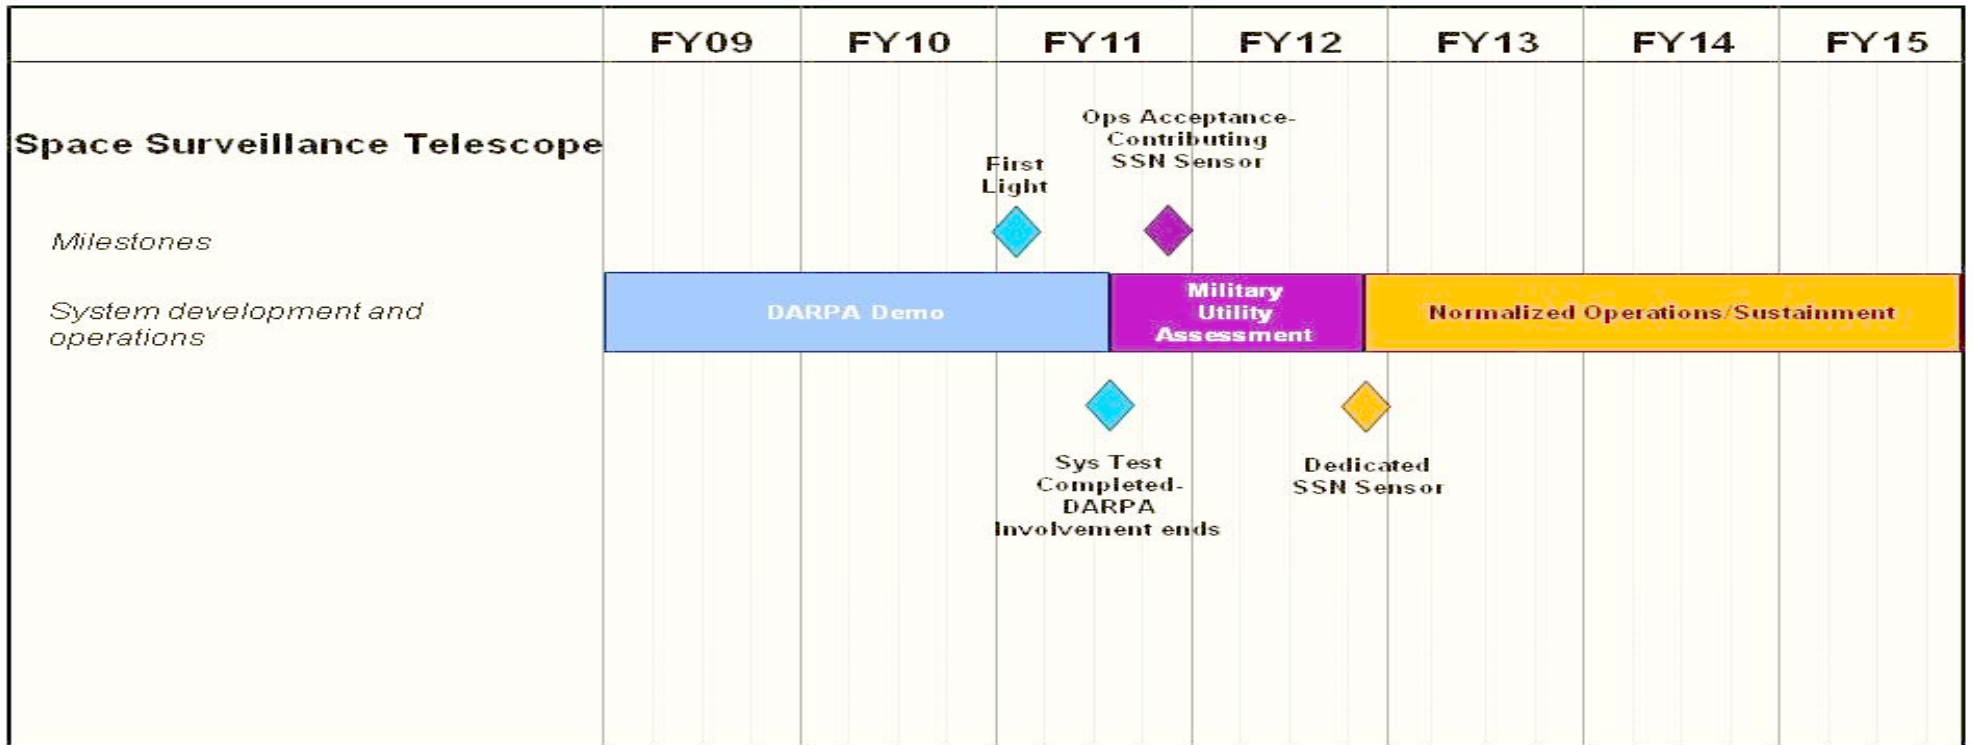 FY09 FY10 FY11 FY12 FY13 FY14 FY15
Space Surveillance Telescope
Ops Acceptance-
Contributing
SSN Sensor
First
Light
Milestones
System development and
operations
DARPA Demo
Military
Utility
Assessment
Normalized Operations/Sustainment
Sys Test
Completed-
DARPA
Involvement ends
Dedicated
SSN Sensor